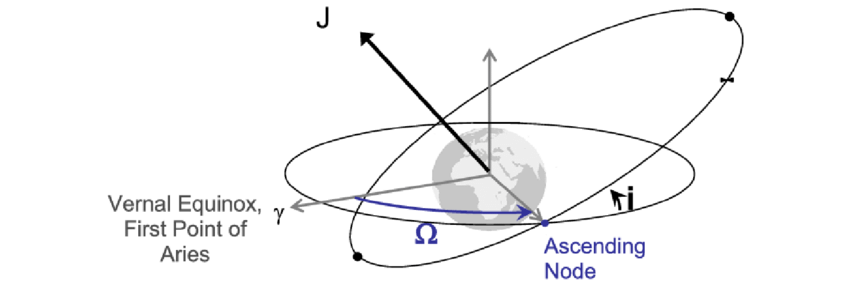 J
Vernal Equinox,
First Point of
Aries
γ
Ω
i
Ascending
Node